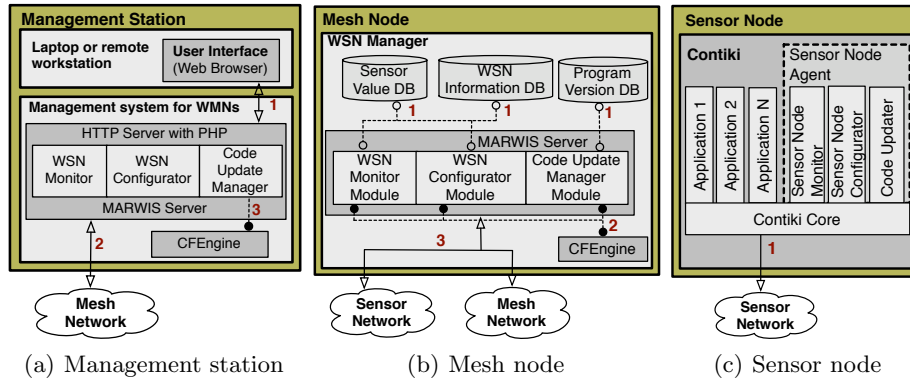 Management Station
Laptop or remote
workstation
User Interface
(Web Browser)
1
Management system for WMNs
HTTP Server with PHP
WSN
Monitor
WSN
Configurator
Code
Update
Manager
MARWIS Server
3
2
CFEngine
Mesh
Network
(a) Management station
Mesh Node
WSN Manager
Sensor
Value DB
WSN
Information DB
Program
Version DB
1
1
1
MARWIS Server
WSN
Monitor
Module
WSN
Configurator
Module
Code Update
Manager
Module
2
3
CFEngine
Sensor
Network
Mesh
Network
(b) Mesh node
Sensor Node
Contiki
Sensor Node
Agent
Application 1
Application 2
Application N
Sensor Node
Monitor
Sensor Node
Configurator
Code Updater
Contiki Core
1
Sensor
Network
(c) Sensor node